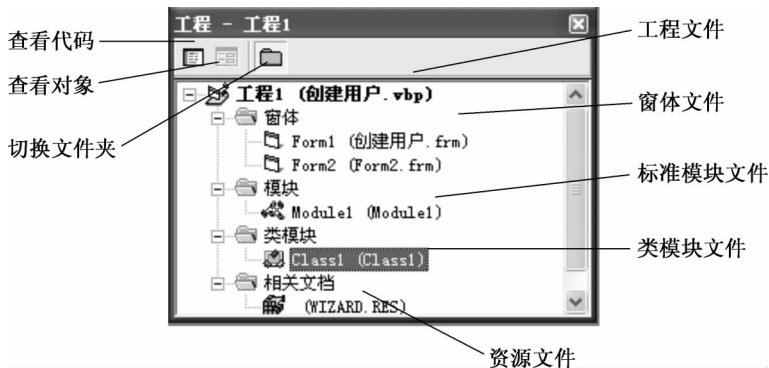 工程 - 工程1
查看代码
查看对象
切换文件夹
工程1 (创建用户.vbp)
窗体
Form1 (创建用户.frm)
Form2 (Form2.frm)
模块
Module1 (Module1)
类模块
Class1 (Class1)
相关文档
(WIZARD.RES)
工程文件
窗体文件
标准模块文件
类模块文件
资源文件